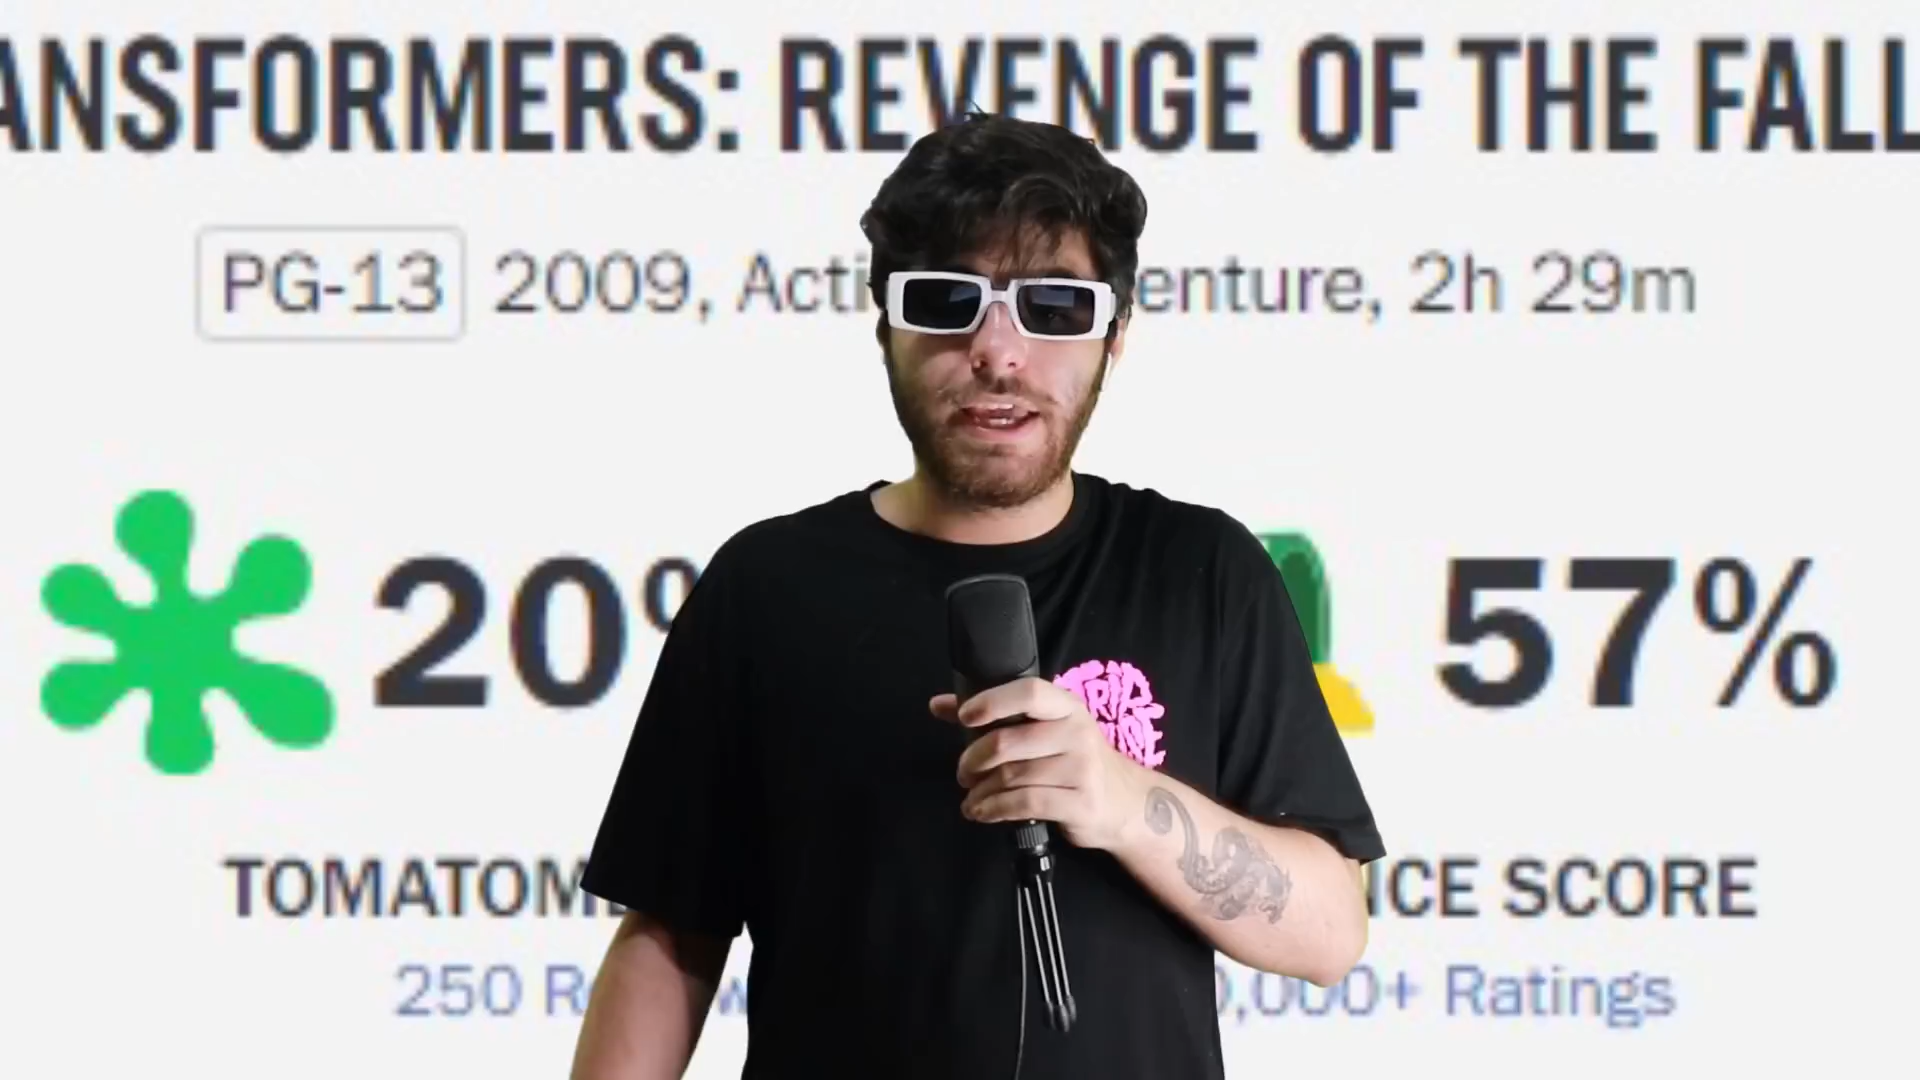 ANSFORMERS: REVENGE OF THE FALL
PG-13 2009, Acti enture, 2h 29m
20% 57%
TOMATOM ICE SCORE
250 R 0,000+ Ratings